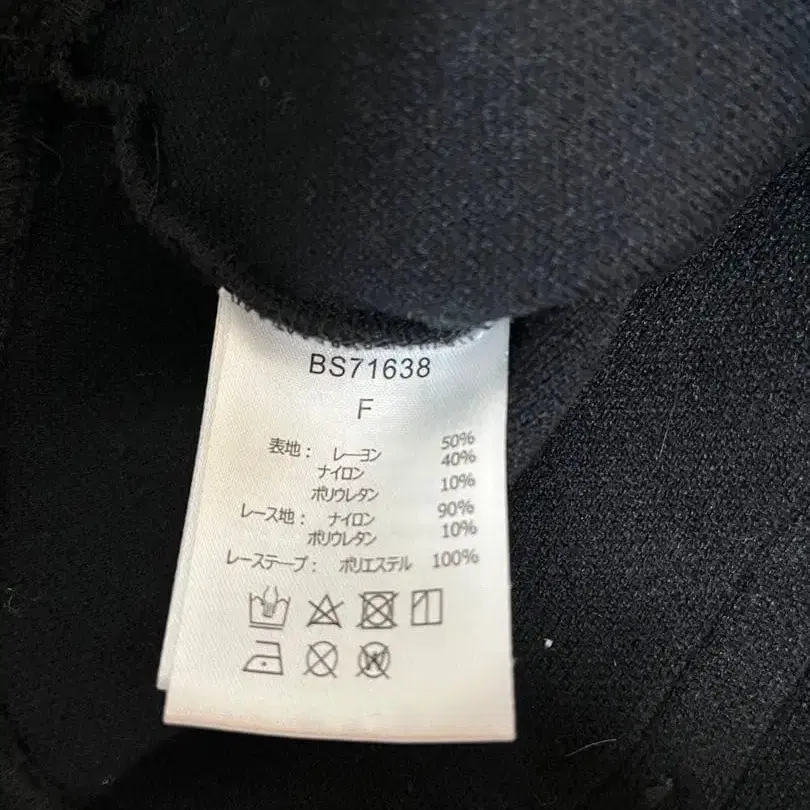 BS71638
F
表地： レーヨン 50%
ナイロン 40%
ポリウレタン 10%
レース地： ナイロン 90%
ポリウレタン 10%
レーステープ： ポリエステル 100%